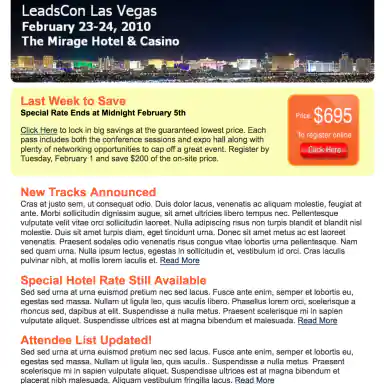 LeadsCon Las Vegas
February 23-24, 2010
The Mirage Hotel & Casino
Last Week to Save
Special Rate Ends at Midnight February 5th
Click Here to lock in big savings at the guaranteed lowest price. Each
pass includes both the conference sessions and expo hall along with
plenty of networking opportunities to cap off a great event. Register by
Tuesday, February 1 and save $200 of the on-site price.
Price: $695
To register online
Click Here
New Tracks Announced
Cras at justo sem, ut consequat odio. Duis dolor lacus, venenatis ac aliquam molestie, feugiat at
ante. Morbi sollicitudin dignissim augue, sit amet ultricies libero tempus nec. Pellentesque
vulputate velit vitae orci sollicitudin laoreet. Nulla adipiscing risus non turpis blandit et blandit nisl
molestie. Duis sit amet turpis diam, eget tincidunt urna. Donec sit amet metus ac est laoreet
venenatis. Praesent sodales odio venenatis risus congue vitae lobortis urna pellentesque. Nam
sed quam urna. Nulla ipsum lectus, egestas in sollicitudin et, vestibulum id orci. Cras iaculis
pulvinar nibh, at mollis lorem iaculis et. Read More
Special Hotel Rate Still Available
Sed sed urna at urna euismod pretium nec sed lacus. Fusce ante enim, semper et lobortis eu,
egestas sed massa. Nullam ut ligula leo, quis iaculis libero. Phasellus lorem orci, scelerisque a
rhoncus sed, dapibus at elit. Suspendisse a nulla metus. Praesent scelerisque mi in sapien
vulputate aliquet. Suspendisse ultrices est at magna bibendum et malesuada. Read More
Attendee List Updated!
Sed sed urna at urna euismod pretium nec sed lacus. Fusce ante enim, semper et lobortis eu,
egestas sed massa. Nullam ut ligula leo, quis iaculis.. Suspendisse a nulla metus. Praesent
scelerisque mi in sapien vulputate aliquet. Suspendisse ultrices est at magna bibendum et
placerat nibh malesuada. Aliquam vestibulum fringilla lacus. Read More